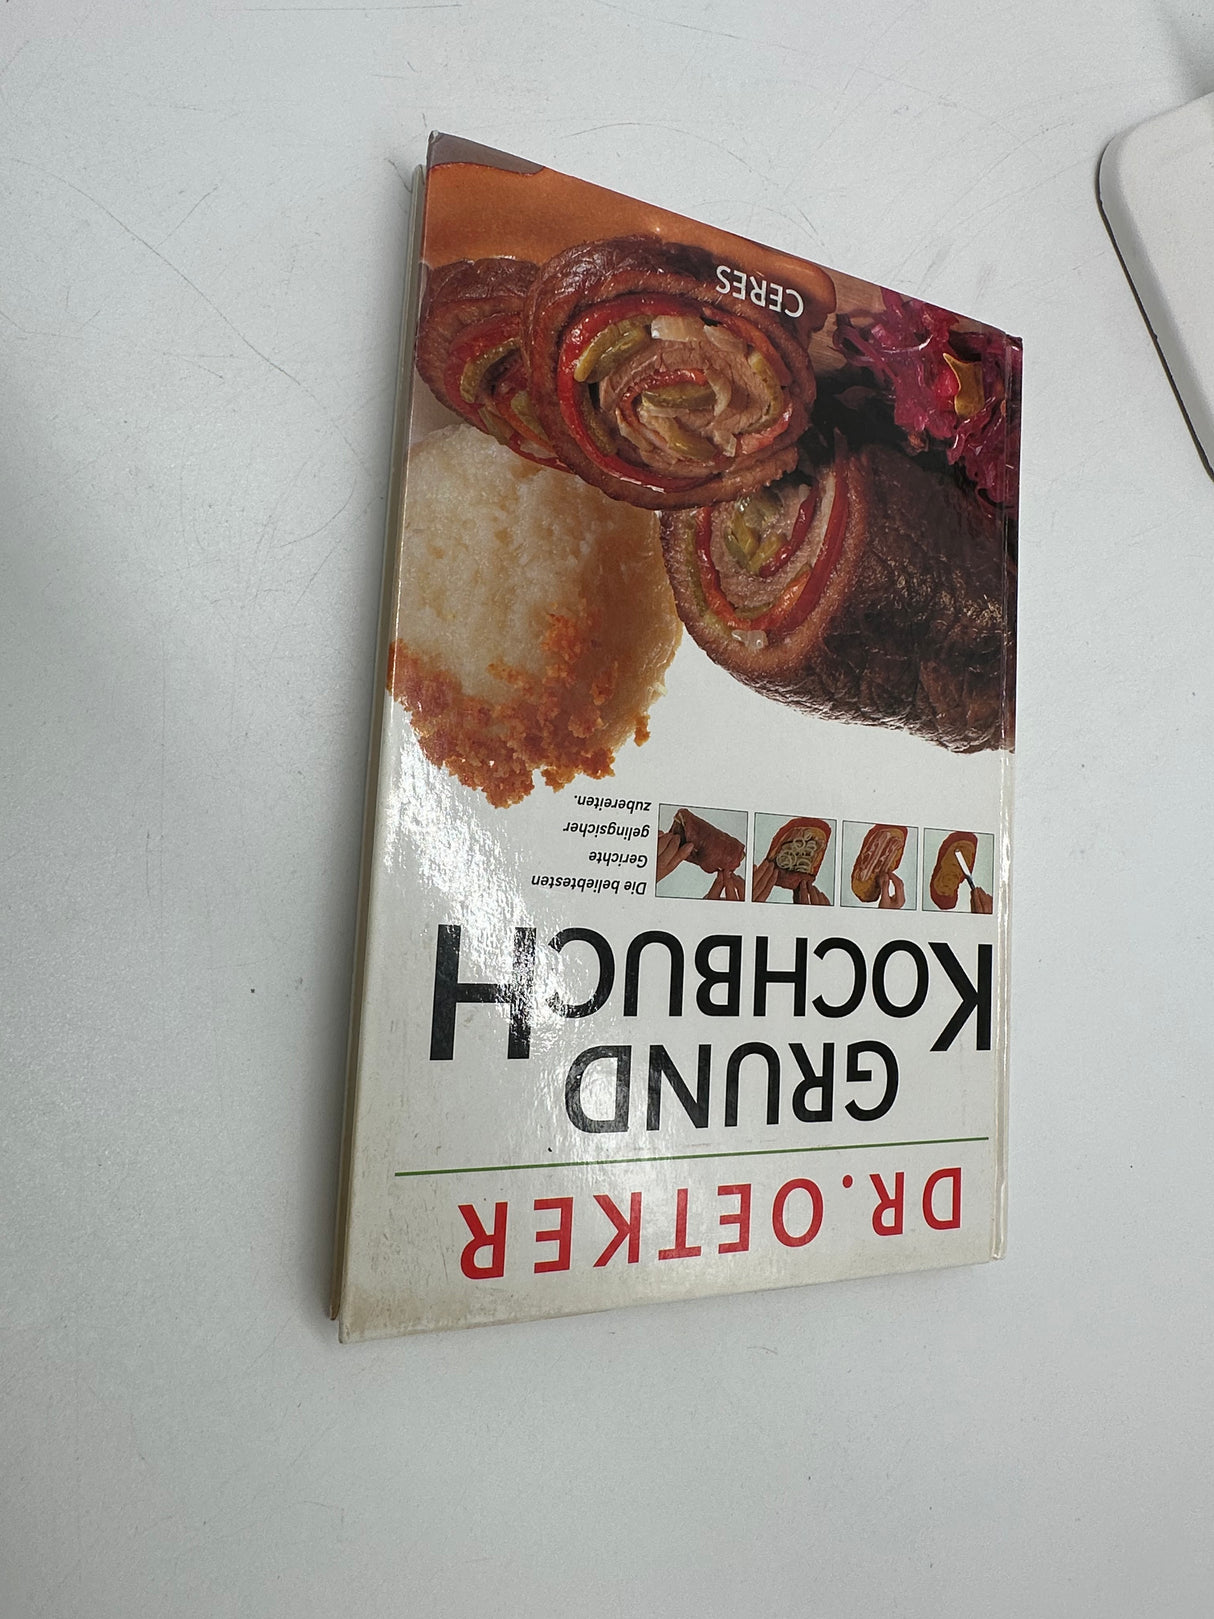 DR. OETKER
GRUND
KOCHBUCH
Die beliebtesten
Gerichte
gelingsicher
zubereiten.
CERES